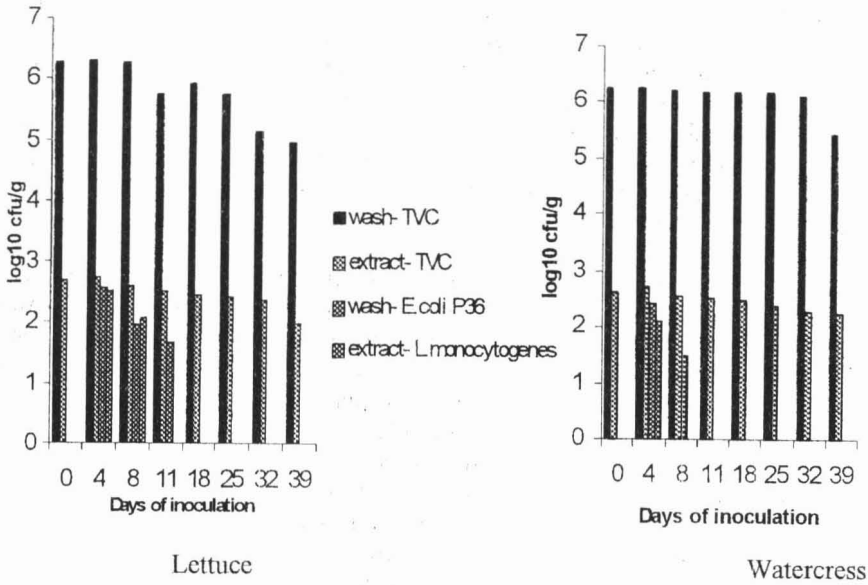 7
6
5
4
3
2
1
0
log10 cfu/g
0 4 8 11 18 25 32 39
Days of inoculation
Lettuce
wash- TVC
extract- TVC
wash- E.coli P36
extract- L.monocytogenes
7
6
5
4
3
2
1
0
log10 cfu/g
0 4 8 11 18 25 32 39
Days of inoculation
Watercress